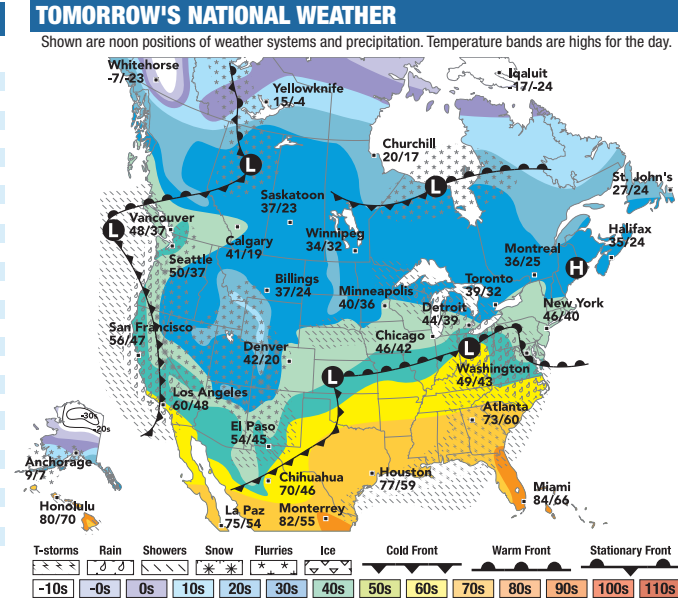 TOMORROW'S NATIONAL WEATHER
Shown are noon positions of weather systems and precipitation. Temperature bands are highs for the day.
Whitehorse
-7/-23
Iqaluit
-17/-24
Yellowknife
15/-4
Churchill
20/17
L
L
St. John's
27/24
Saskatoon
37/23
L
Vancouver
48/37
Calgary
41/19
Winnipeg
34/32
Halifax
35/24
Seattle
50/37
Montreal
36/25
H
Billings
37/24
Minneapolis
40/36
Toronto
39/32
Detroit
44/39
New York
46/40
San Francisco
56/47
Chicago
46/42
Denver
42/20
L
L
Washington
49/43
Los Angeles
60/48
Atlanta
73/60
-30s
-20s
El Paso
54/45
Anchorage
9/7
Chihuahua
70/46
Houston
77/59
Miami
84/66
Honolulu
80/70
La Paz
75/54
Monterrey
82/55
T-storms Rain Showers Snow Flurries Ice Cold Front Warm Front Stationary Front
-10s -0s 0s 10s 20s 30s 40s 50s 60s 70s 80s 90s 100s 110s